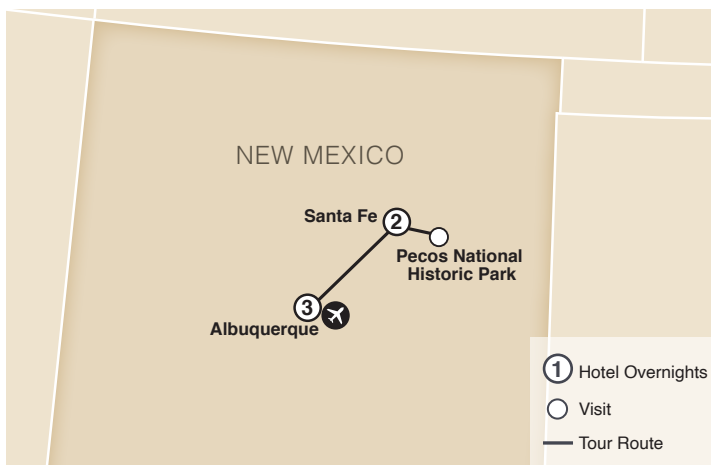 NEW MEXICO
Santa Fe
2
Pecos National
Historic Park
3
Albuquerque
1 Hotel Overnights
Visit
Tour Route